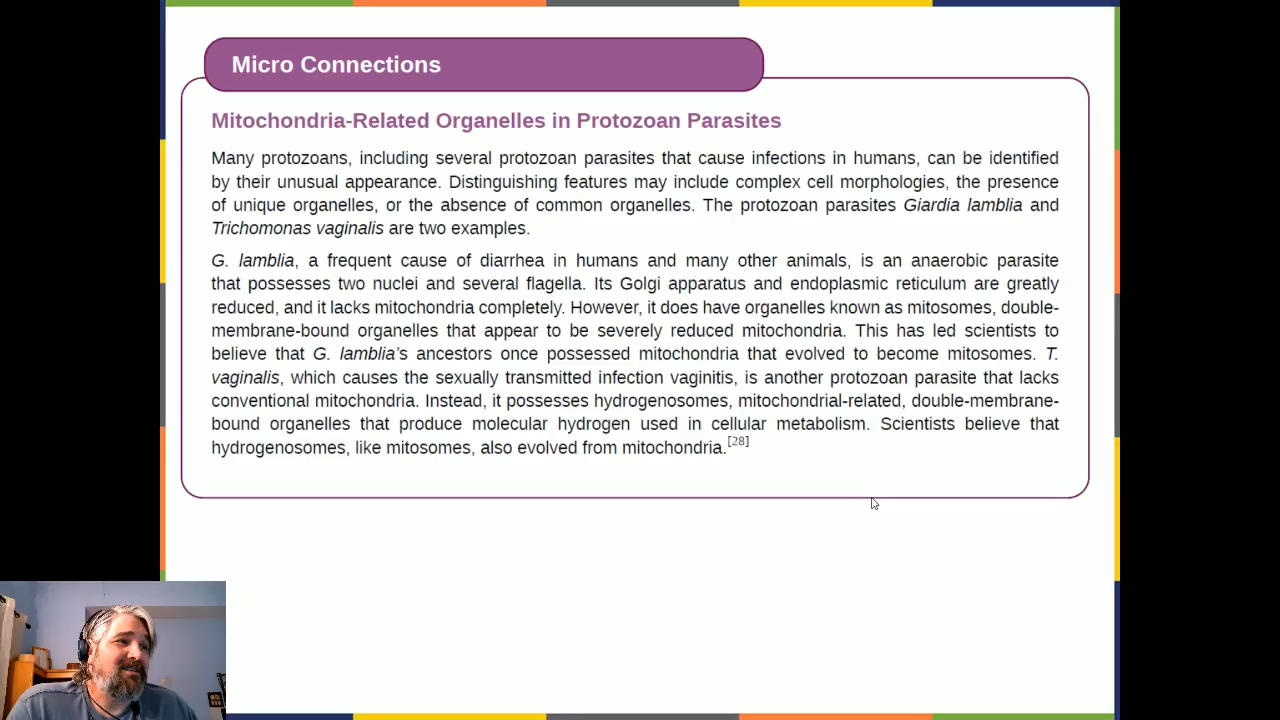 Micro Connections
Mitochondria-Related Organelles in Protozoan Parasites
Many protozoans, including several protozoan parasites that cause infections in humans, can be identified
by their unusual appearance. Distinguishing features may include complex cell morphologies, the presence
of unique organelles, or the absence of common organelles. The protozoan parasites Giardia lamblia and
Trichomonas vaginalis are two examples.
G. lamblia, a frequent cause of diarrhea in humans and many other animals, is an anaerobic parasite
that possesses two nuclei and several flagella. Its Golgi apparatus and endoplasmic reticulum are greatly
reduced, and it lacks mitochondria completely. However, it does have organelles known as mitosomes, double-
membrane-bound organelles that appear to be severely reduced mitochondria. This has led scientists to
believe that G. lamblia’s ancestors once possessed mitochondria that evolved to become mitosomes. T.
vaginalis, which causes the sexually transmitted infection vaginitis, is another protozoan parasite that lacks
conventional mitochondria. Instead, it possesses hydrogenosomes, mitochondrial-related, double-membrane-
bound organelles that produce molecular hydrogen used in cellular metabolism. Scientists believe that
hydrogenosomes, like mitosomes, also evolved from mitochondria.[28]